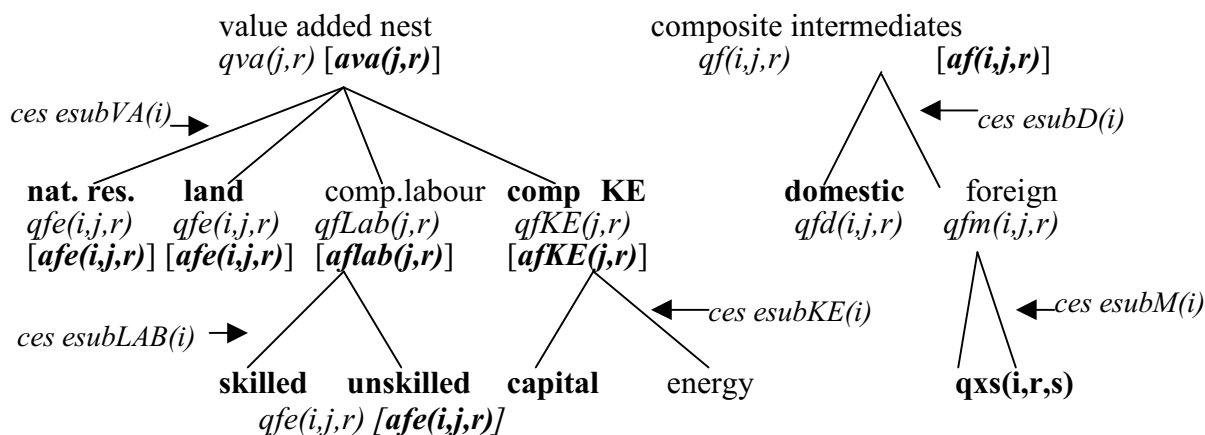 value added nest composite intermediates
qva(j,r) [ava(j,r)] qf(i,j,r) [af(i,j,r)]
ces esubVA(i) ces esubD(i)
nat. res. land comp.labour comp KE domestic foreign
qfe(i,j,r) qfe(i,j,r) qfLab(j,r) qfKE(j,r) qfd(i,j,r) qfm(i,j,r)
[afe(i,j,r)] [afe(i,j,r)] [aflab(j,r)] [afKE(j,r)]
ces esubLAB(i) ces esubKE(i) ces esubM(i)
skilled unskilled capital energy qxs(i,r,s)
qfe(i,j,r) [afe(i,j,r)]